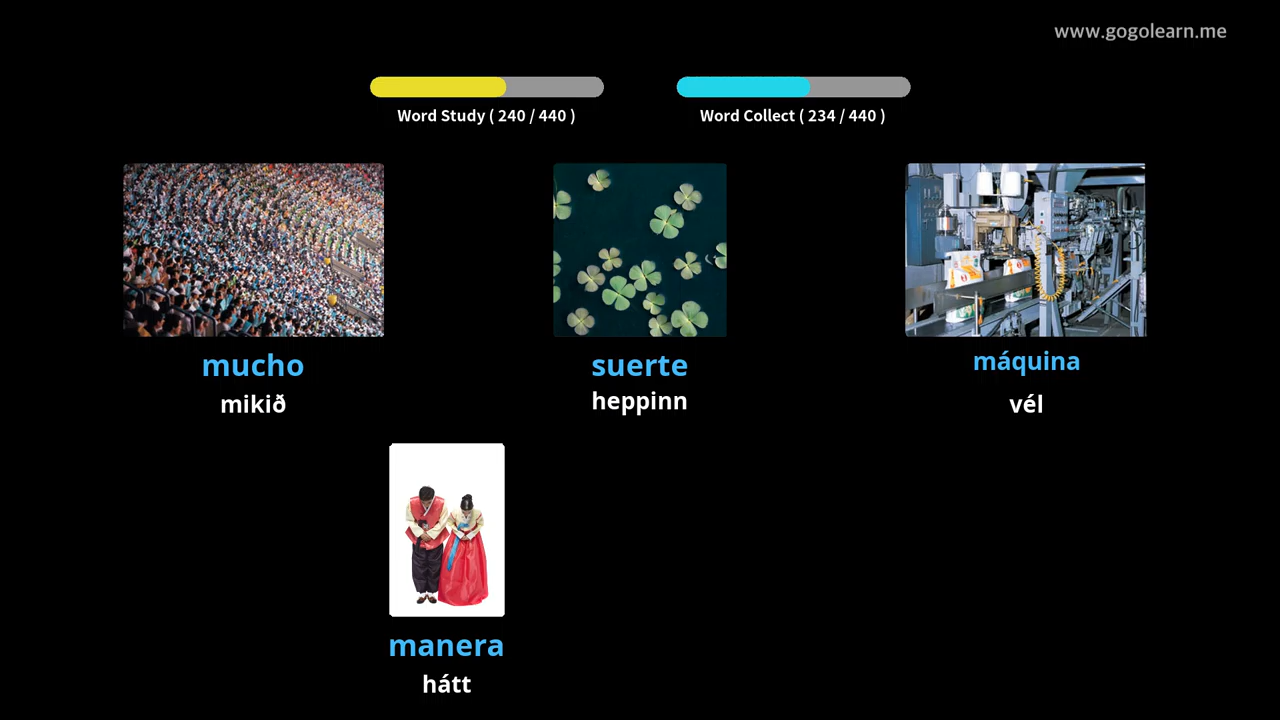 www.gogolearn.me
Word Study ( 240 / 440 )
Word Collect ( 234 / 440 )
mucho
mikið
suerte
heppinn
máquina
vél
manera
hátt